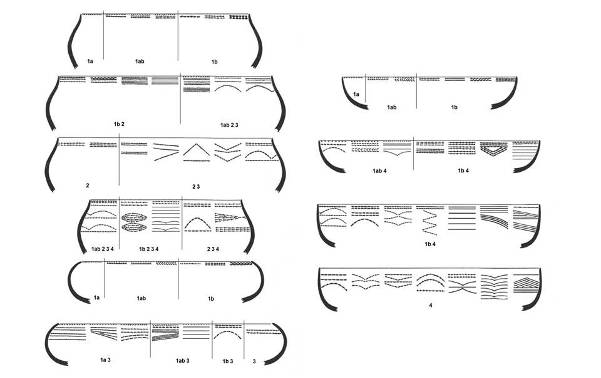 1a 1ab 1b
1b 2 1ab 2 3
2 2 3
1ab 2 3 4 1b 2 3 4 2 3 4
1a 1ab 1b
1a 3 1ab 3 1b 3 3
1a 1ab 1b
1ab 4 1b 4
1b 4
4